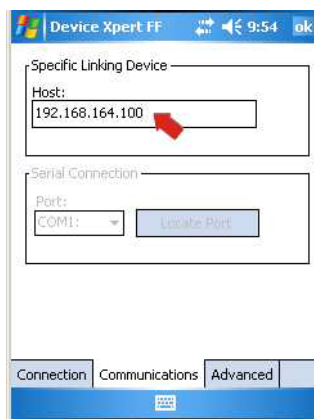 Device Xpert FF 9:54 ok
Specific Linking Device
Host:
192.168.164.100
Serial Connection
Port:
COM1: Locate Port
Connection Communications Advanced